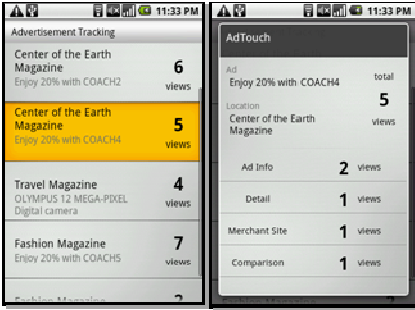 11:33 PM
Advertisement Tracking
Center of the Earth
Magazine
Enjoy 20% with COACH2
6
views
Center of the Earth
Magazine
Enjoy 20% with COACH4
5
views
Travel Magazine
OLYMPUS 12 MEGA-PIXEL
Digital camera
4
views
Fashion Magazine
Enjoy 20% with COACH5
7
views
Fashion Magazine
11:33 PM
AdTouch
Ad
Enjoy 20% with COACH4
Location
Center of the Earth
Magazine
total
5
views
Ad Info 2 views
Detail 1 views
Merchant Site 1 views
Comparison 1 views